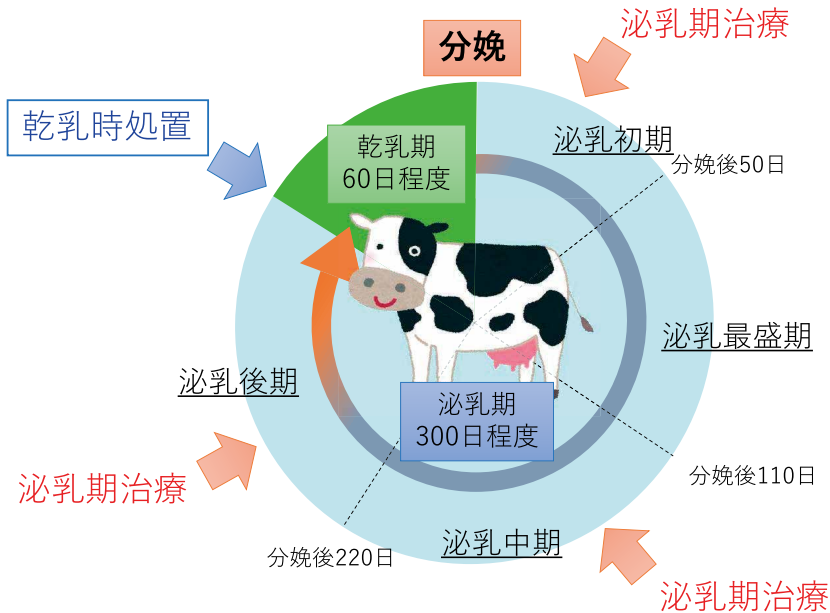 泌乳期治療
分娩
乾乳時処置
乾乳期
60日程度
泌乳初期
分娩後50日
泌乳最盛期
泌乳後期
泌乳期
300日程度
分娩後110日
泌乳期治療
泌乳中期
分娩後220日
泌乳期治療